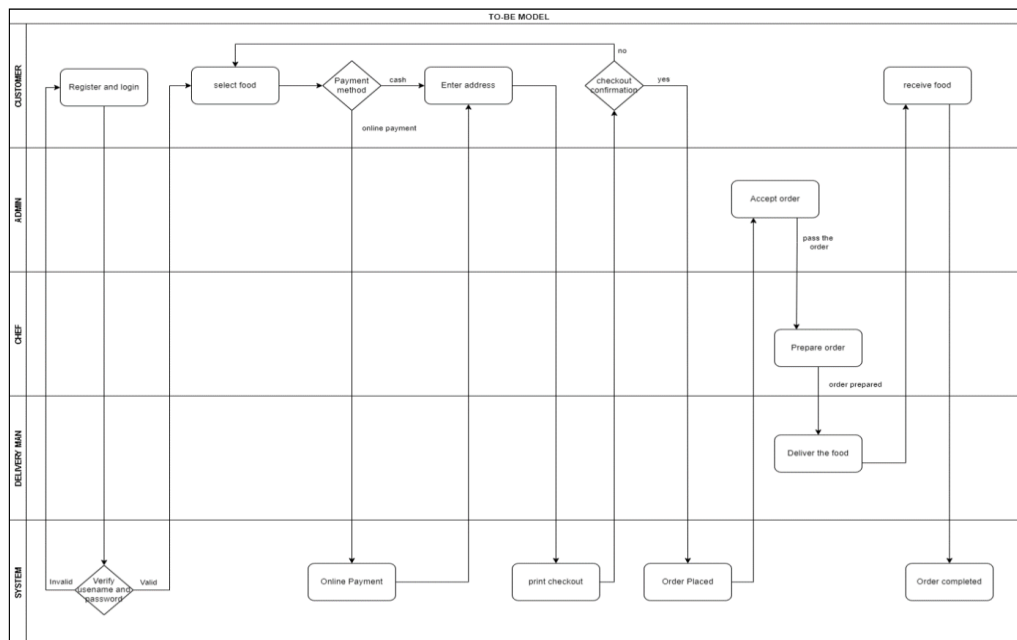 TO-BE MODEL
CUSTOMER
no
Register and login
select food
Payment
method
cash
Enter address
checkout
confirmation
yes
receive food
online payment
ADMIN
Accept order
pass the
order
CHEF
Prepare order
order prepared
DELIVERY MAN
Deliver the food
SYSTEM
Invalid
Verify
usename and
password
Valid
Online Payment
print checkout
Order Placed
Order completed